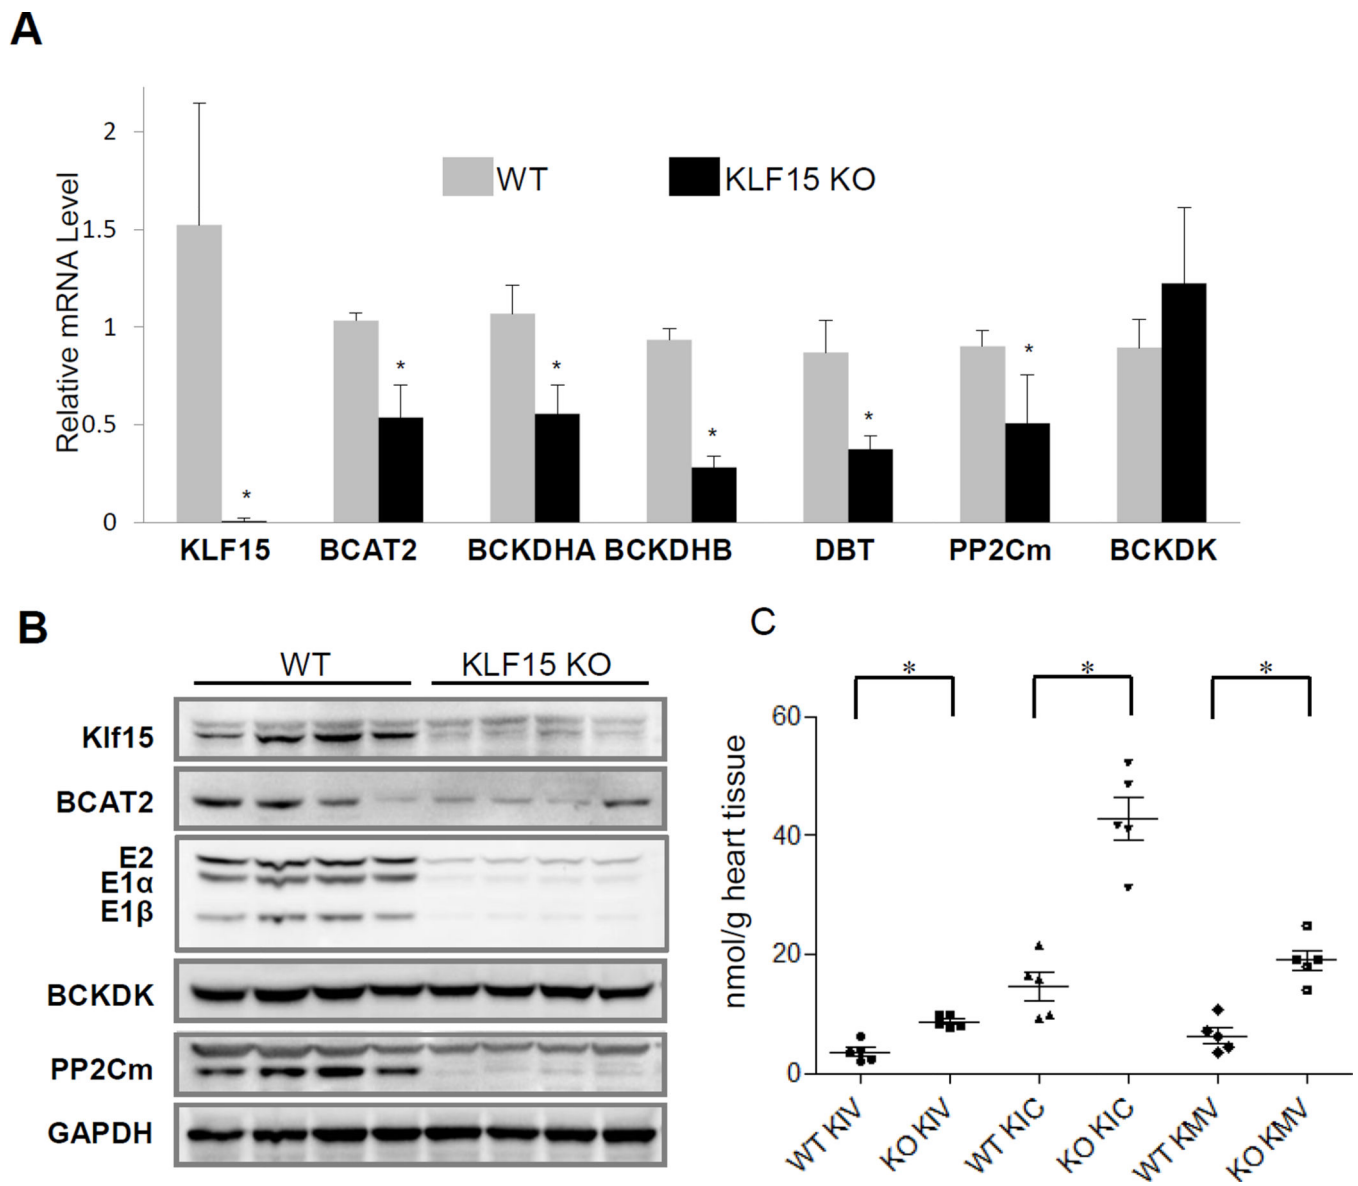 A
Relative mRNA Level
2
1.5
1
0.5
0
WT
KLF15 KO
*
*
*
*
*
*
KLF15
BCAT2
BCKDHA
BCKDHB
DBT
PP2Cm
BCKDK
B
WT
KLF15 KO
Klf15
BCAT2
E2
E1α
E1β
BCKDK
PP2Cm
GAPDH
C
*
*
*
nmol/g heart tissue
60
40
20
0
WT KIV
KO KIV
WT KIC
KO KIC
WT KMV
KO KMV